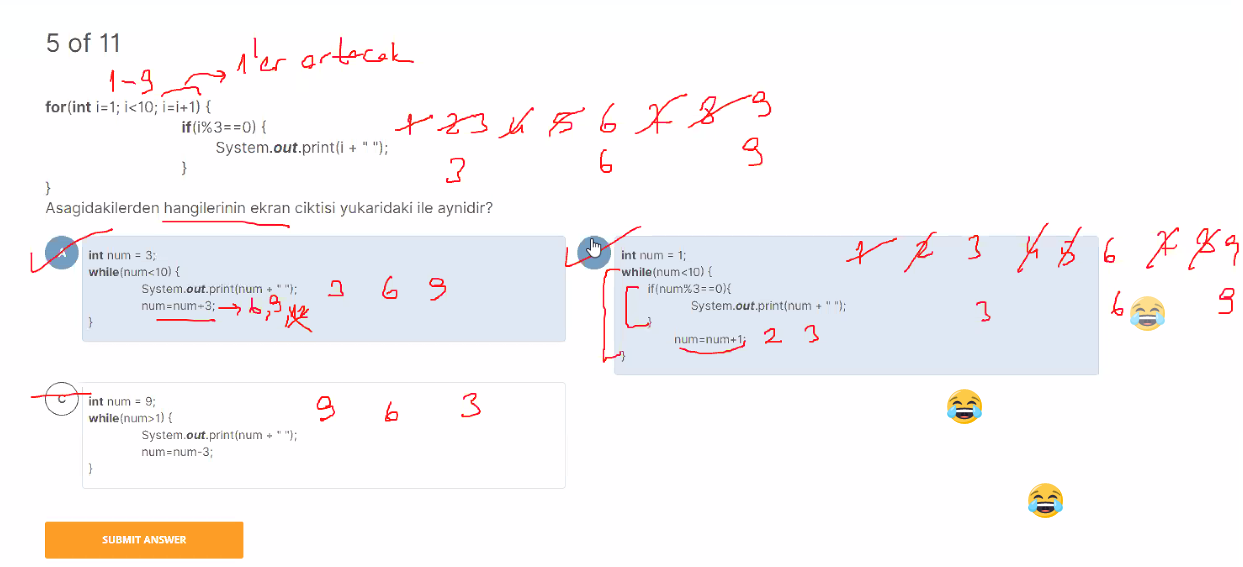 5 of 11
1'er artacak
1-9
for(int i=1; i<10; i=i+1) {
if(i%3==0) {
System.out.print(i + " ");
}
}
1 2 3 4 5 6 7 8 9
3 6 9
Asagidakilerden hangilerinin ekran ciktisi yukaridaki ile aynidir?
A
int num = 3;
while(num<10) {
System.out.print(num + " ");
num=num+3;
}
3 6 9
→ 6, 9, 12
int num = 1;
while(num<10) {
if(num%3==0){
System.out.print(num + " ");
}
num=num+1;
}
1 2 3 4 5 6 7 8 9
3 6 9
2 3
C
int num = 9;
while(num>1) {
System.out.print(num + " ");
num=num-3;
}
9 6 3
SUBMIT ANSWER